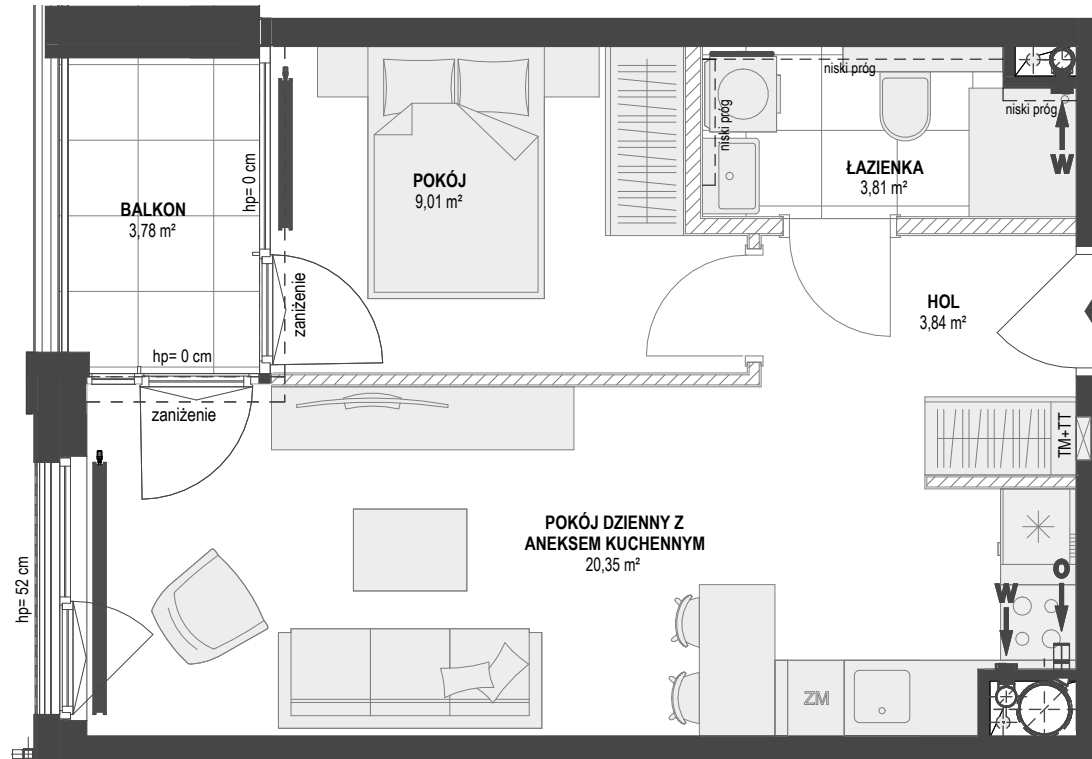 niski próg
niski próg
niski próg
W
ŁAZIENKA
3,81 m²
POKÓJ
9,01 m²
hp= 0 cm
BALKON
3,78 m²
zaniżenie
HOL
3,84 m²
hp= 0 cm
zaniżenie
TM+TT
POKÓJ DZIENNY Z
ANEKSEM KUCHENNYM
20,35 m²
hp= 52 cm
W
O
ZM